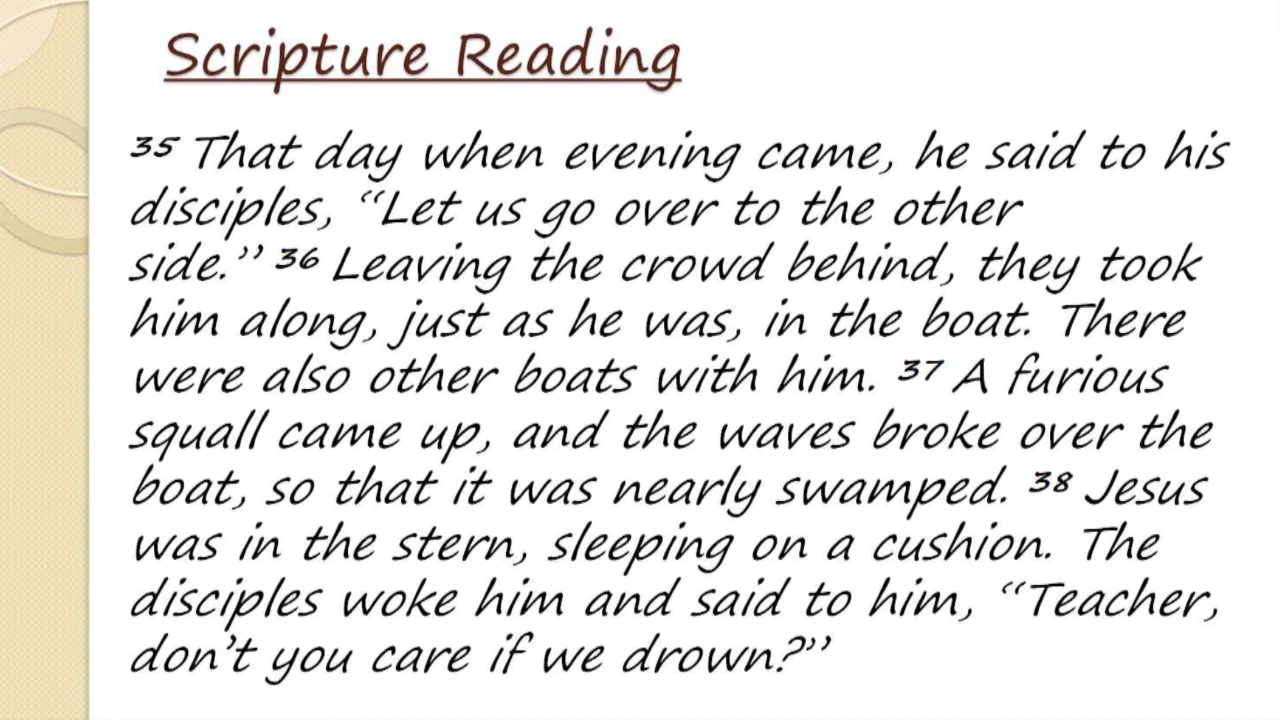 Scripture Reading
35 That day when evening came, he said to his
disciples, “Let us go over to the other
side.” 36 Leaving the crowd behind, they took
him along, just as he was, in the boat. There
were also other boats with him. 37 A furious
squall came up, and the waves broke over the
boat, so that it was nearly swamped. 38 Jesus
was in the stern, sleeping on a cushion. The
disciples woke him and said to him, “Teacher,
don’t you care if we drown?”